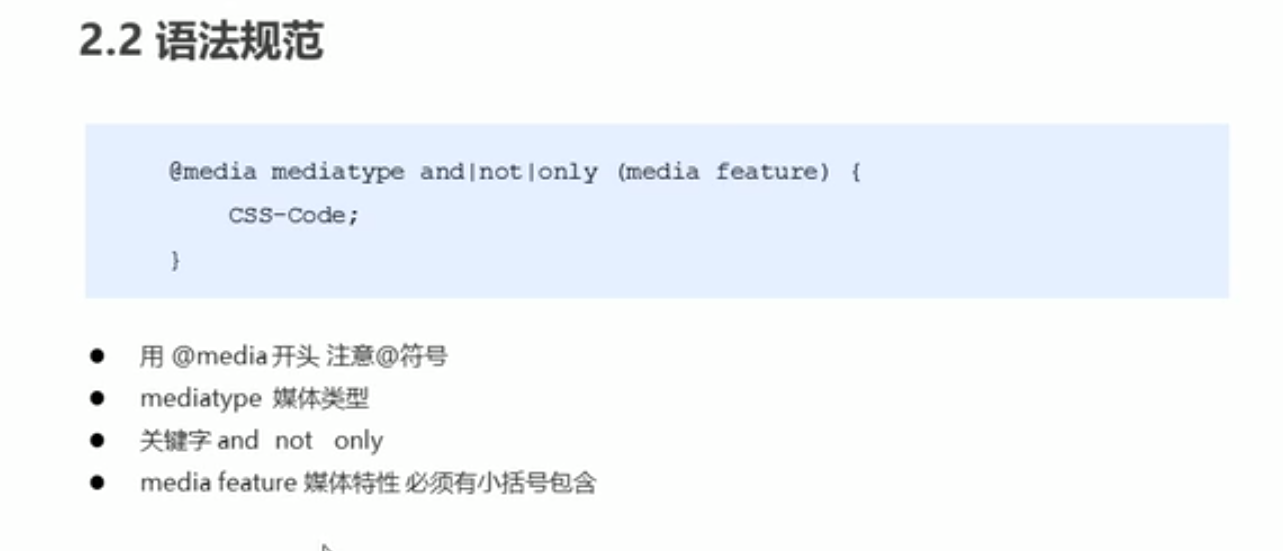 2.2 语法规范
@media mediatype and|not|only (media feature) {
CSS-Code;
}
用 @media 开头 注意@符号
mediatype 媒体类型
关键字 and not only
media feature 媒体特性 必须有小括号包含